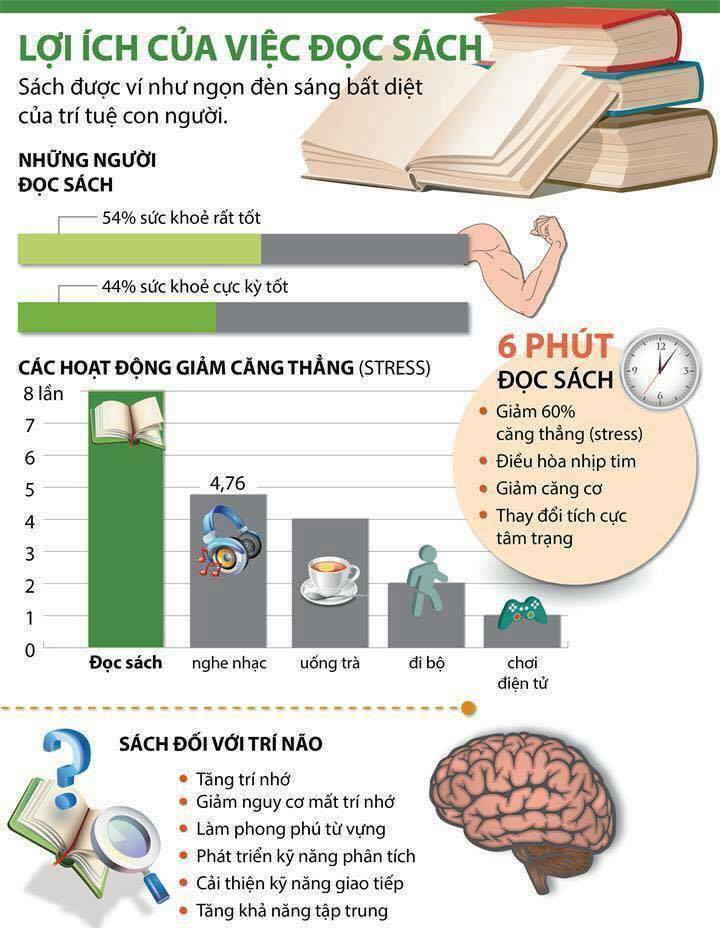 LỢI ÍCH CỦA VIỆC ĐỌC SÁCH
Sách được ví như ngọn đèn sáng bất diệt
của trí tuệ con người.
NHỮNG NGƯỜI
ĐỌC SÁCH
54% sức khoẻ rất tốt
44% sức khoẻ cực kỳ tốt
CÁC HOẠT ĐỘNG GIẢM CĂNG THẲNG (STRESS)
8 lần
7
6
5
4
3
2
1
0
4,76
Đọc sách
nghe nhạc
uống trà
đi bộ
chơi
điện tử
6 PHÚT
ĐỌC SÁCH
12
3
6
9
• Giảm 60%
căng thẳng (stress)
• Điều hòa nhịp tim
• Giảm căng cơ
• Thay đổi tích cực
tâm trạng
?
SÁCH ĐỐI VỚI TRÍ NÃO
• Tăng trí nhớ
• Giảm nguy cơ mất trí nhớ
• Làm phong phú từ vựng
• Phát triển kỹ năng phân tích
• Cải thiện kỹ năng giao tiếp
• Tăng khả năng tập trung